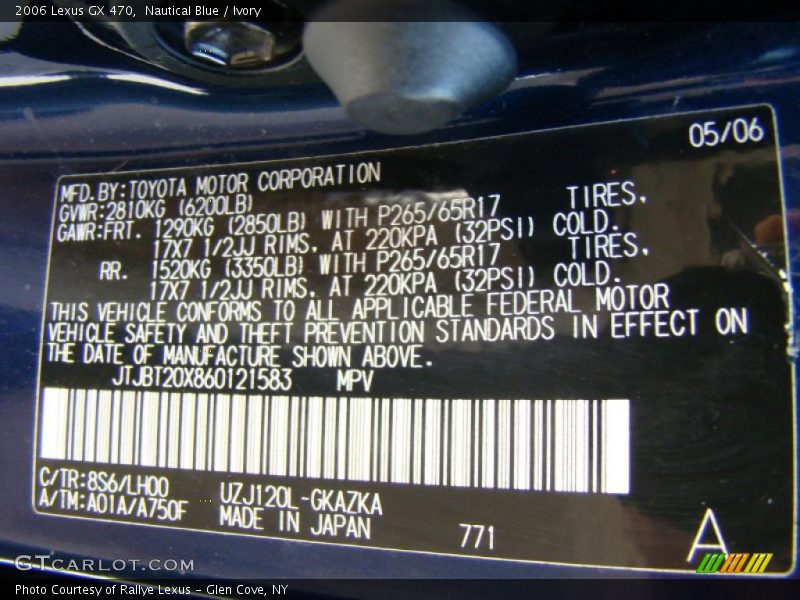 2006 Lexus GX 470, Nautical Blue / Ivory
05/06
MFD.BY:TOYOTA MOTOR CORPORATION
GVWR:2810KG (6200LB)
GAWR:FRT. 1290KG (2850LB) WITH P265/65R17 TIRES.
17X7 1/2JJ RIMS. AT 220KPA (32PSI) COLD.
RR. 1520KG (3350LB) WITH P265/65R17 TIRES.
17X7 1/2JJ RIMS. AT 220KPA (32PSI) COLD.
THIS VEHICLE CONFORMS TO ALL APPLICABLE FEDERAL MOTOR
VEHICLE SAFETY AND THEFT PREVENTION STANDARDS IN EFFECT ON
THE DATE OF MANUFACTURE SHOWN ABOVE.
JTJBT20X860121583 MPV
C/TR:8S6/LH00 UZJ120L-GKAZKA
A/TM:A01A/A750F MADE IN JAPAN
771 A
GTCARLOT.COM
Photo Courtesy of Rallye Lexus – Glen Cove, NY